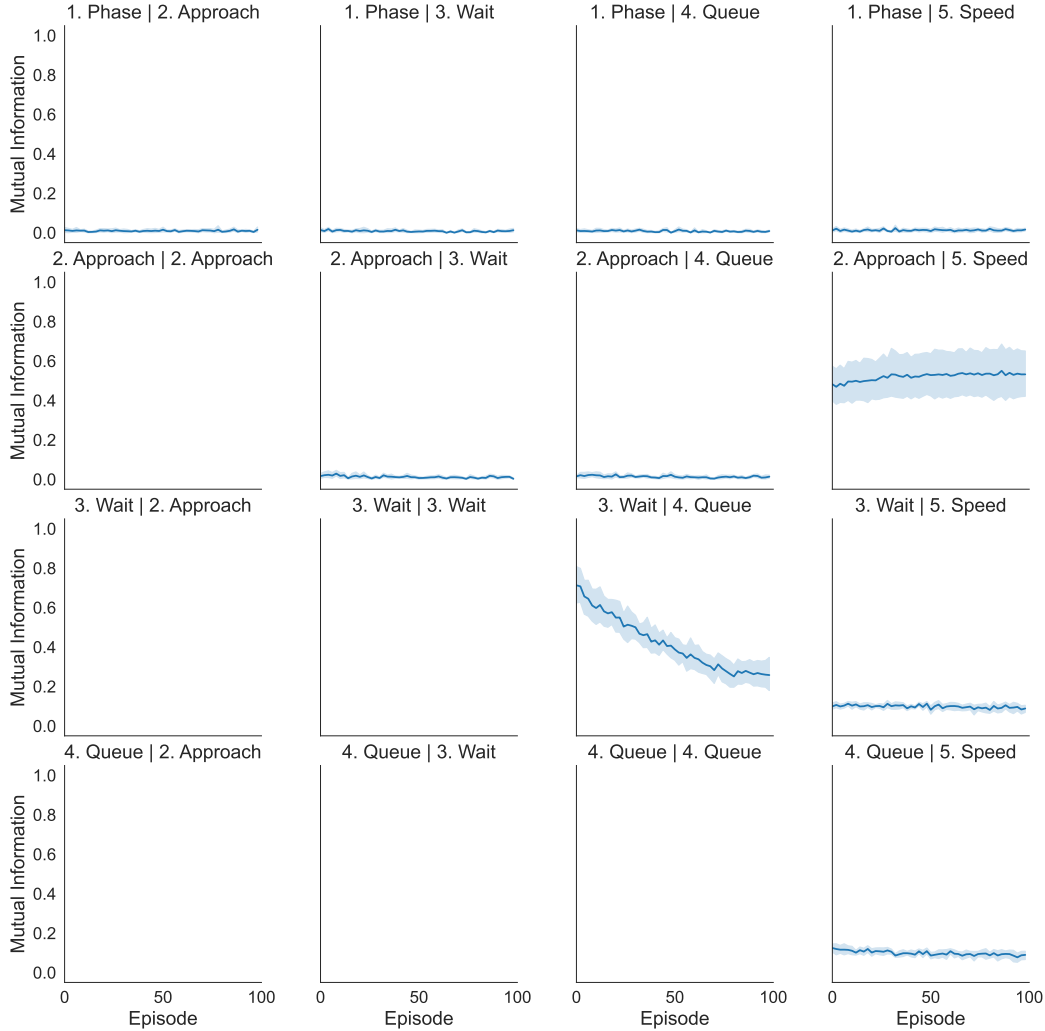 1. Phase | 2. Approach
1. Phase | 3. Wait
1. Phase | 4. Queue
1. Phase | 5. Speed
1.0
0.8
0.6
0.4
0.2
0.0
Mutual Information
2. Approach | 2. Approach
2. Approach | 3. Wait
2. Approach | 4. Queue
2. Approach | 5. Speed
1.0
0.8
0.6
0.4
0.2
0.0
Mutual Information
3. Wait | 2. Approach
3. Wait | 3. Wait
3. Wait | 4. Queue
3. Wait | 5. Speed
1.0
0.8
0.6
0.4
0.2
0.0
Mutual Information
4. Queue | 2. Approach
4. Queue | 3. Wait
4. Queue | 4. Queue
4. Queue | 5. Speed
1.0
0.8
0.6
0.4
0.2
0.0
Mutual Information
0 50 100
0 50 100
0 50 100
0 50 100
Episode
Episode
Episode
Episode